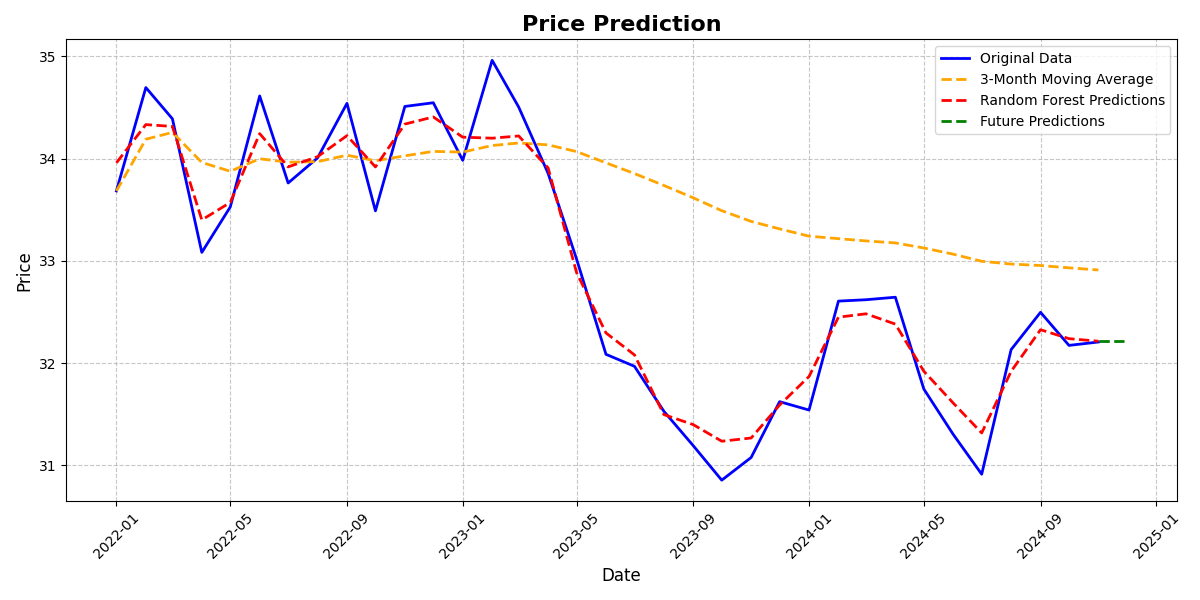 Price Prediction
Original Data
3-Month Moving Average
Random Forest Predictions
Future Predictions
Price
35
34
33
32
31
2022-01
2022-05
2022-09
2023-01
2023-05
2023-09
2024-01
2024-05
2024-09
2025-01
Date